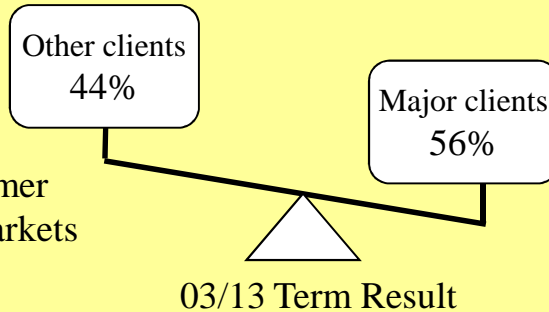 Other clients
44%
Major clients
56%
mer
arkets
03/13 Term Result